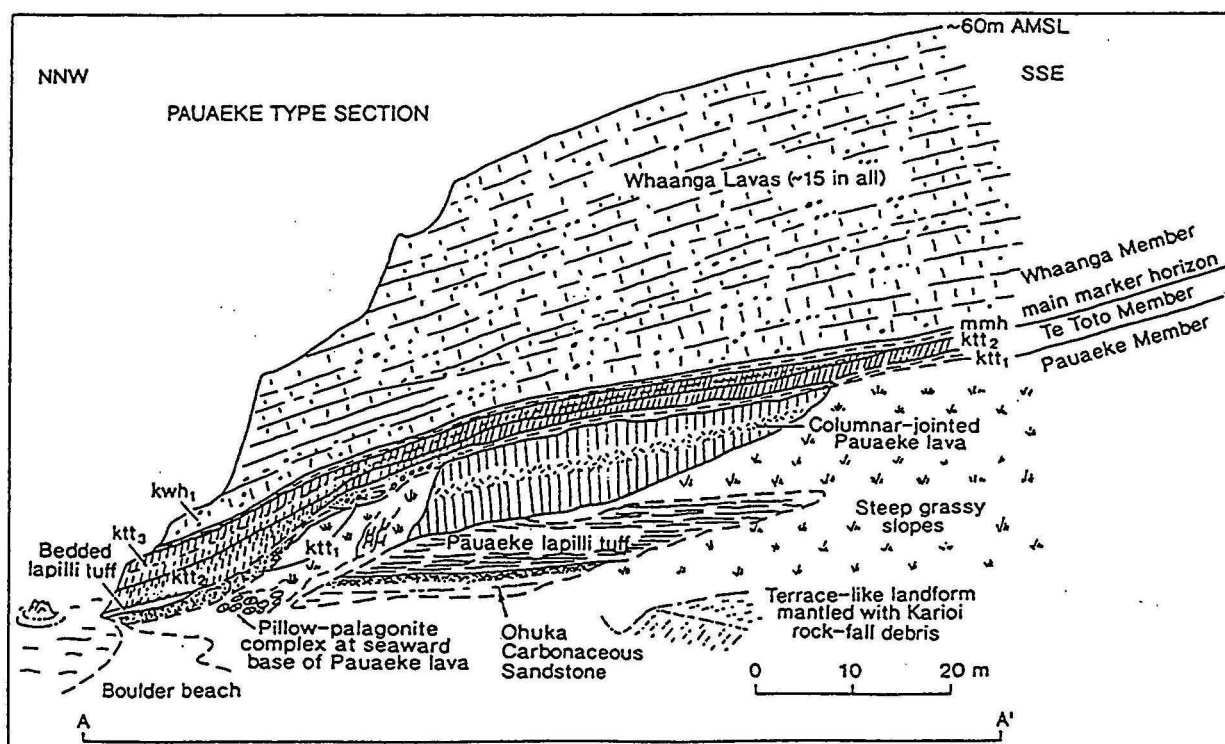 ~60m AMSL
NNW
SSE
PAUAEKE TYPE SECTION
Whaanga Lavas (~15 in all)
Whaanga Member
main marker horizon
Te Toto Member
Pauaeke Member
mmh
ktt2
ktt1
Columnar-jointed
Pauaeke lava
kwh1
ktt3
Steep grassy
slopes
Bedded
lapilli tuff
ktt2
ktt1
Pauaeke lapilli tuff
Terrace-like landform
mantled with Karioi
rock-fall debris
Pillow-palagonite
complex at seaward
base of Pauaeke lava
Ohuka
Carbonaceous
Sandstone
Boulder beach
0 10 20 m
A A'